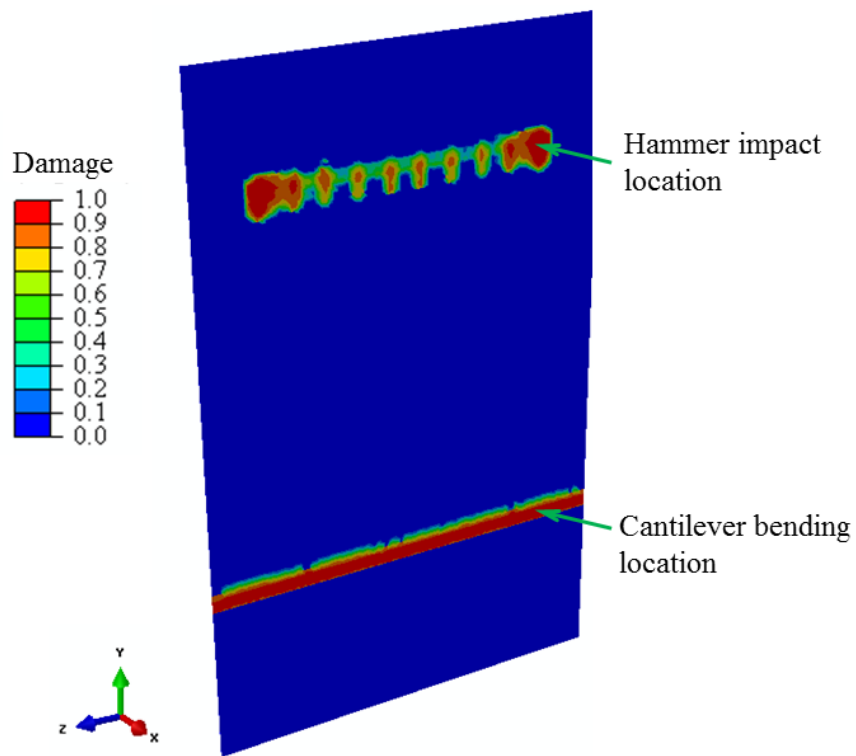 Hammer impact
location
Damage
1.0
0.9
0.8
0.7
0.6
0.5
0.4
0.3
0.2
0.1
0.0
Cantilever bending
location
Y
Z
X